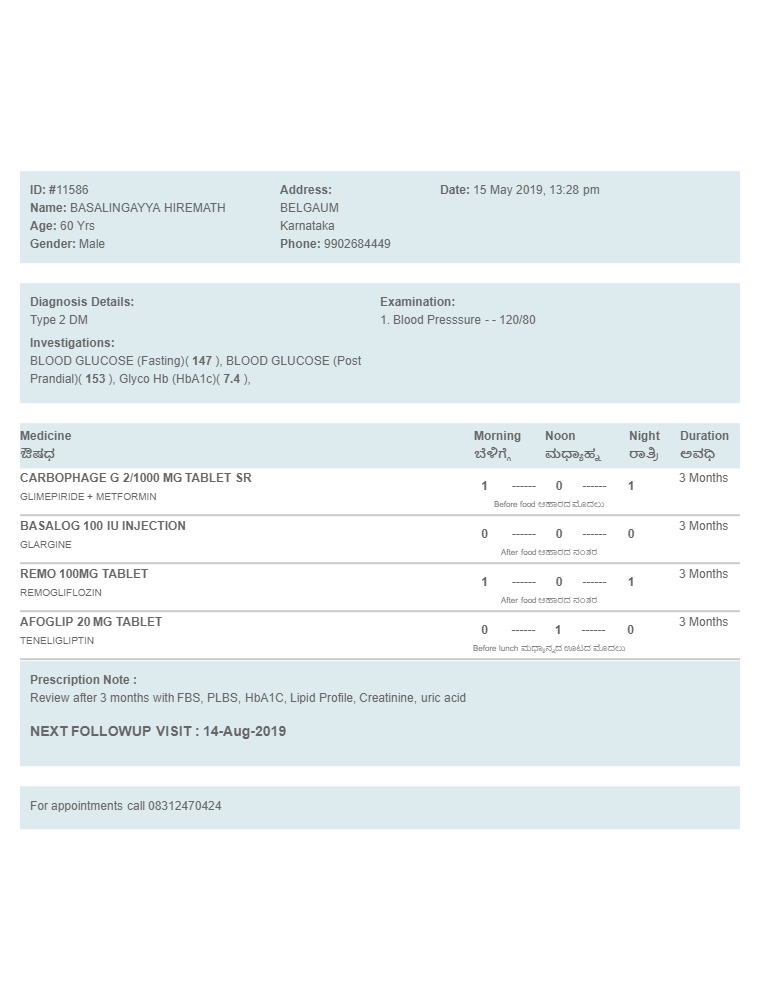 ID: #11586
Name: BASALINGAYYA HIREMATH
Age: 60 Yrs
Gender: Male
Address:
BELGAUM
Karnataka
Phone: 9902684449
Date: 15 May 2019, 13:28 pm
Diagnosis Details:
Type 2 DM
Investigations:
BLOOD GLUCOSE (Fasting)( 147 ), BLOOD GLUCOSE (Post
Prandial)( 153 ), Glyco Hb (HbA1c)( 7.4 ),
Examination:
1. Blood Presssure - - 120/80
Medicine Morning Noon Night Duration
ಔಷಧ ಬೆಳಿಗ್ಗೆ ಮಧ್ಯಾಹ್ನ ರಾತ್ರಿ ಅವಧಿ
CARBOPHAGE G 2/1000 MG TABLET SR 1 ------ 0 ------ 1 3 Months
GLIMEPIRIDE + METFORMIN Before food ಆಹಾರದ ಮೊದಲು
BASALOG 100 IU INJECTION 0 ------ 0 ------ 0 3 Months
GLARGINE After food ಆಹಾರದ ನಂತರ
REMO 100MG TABLET 1 ------ 0 ------ 1 3 Months
REMOGLIFLOZIN After food ಆಹಾರದ ನಂತರ
AFOGLIP 20 MG TABLET 0 ------ 1 ------ 0 3 Months
TENELIGLIPTIN Before lunch ಮಧ್ಯಾನ್ನದ ಊಟದ ಮೊದಲು
Prescription Note :
Review after 3 months with FBS, PLBS, HbA1C, Lipid Profile, Creatinine, uric acid
NEXT FOLLOWUP VISIT : 14-Aug-2019
For appointments call 08312470424